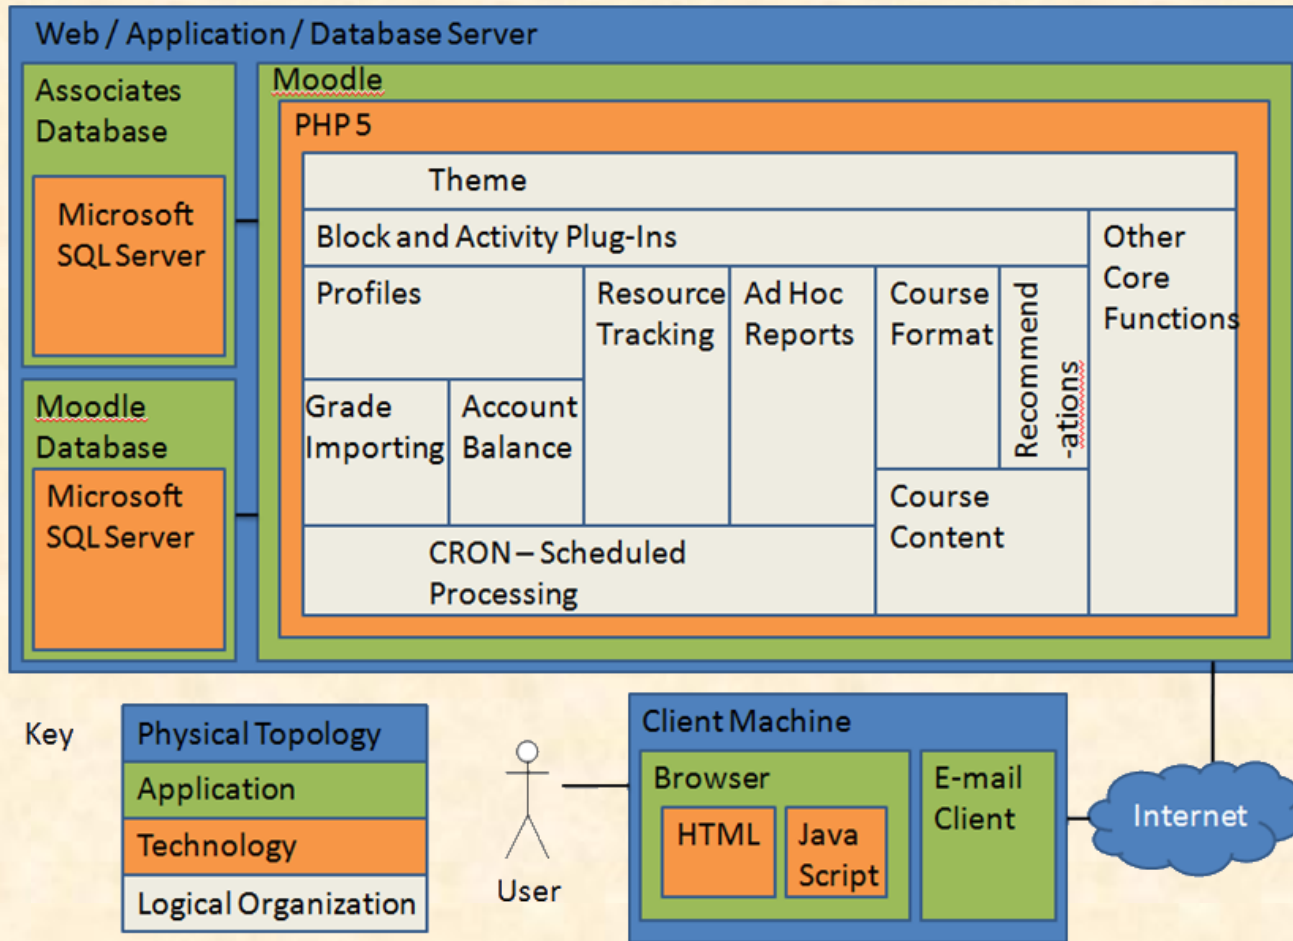 Web / Application / Database Server
Associates
Database
Microsoft
SQL Server
Moodle
Database
Microsoft
SQL Server
Moodle
PHP 5
Theme
Block and Activity Plug-Ins
Profiles
Grade
Importing
Account
Balance
Resource
Tracking
Ad Hoc
Reports
Course
Format
Recommend
-ations
Other
Core
Functions
CRON – Scheduled
Processing
Course
Content
Key
Physical Topology
Application
Technology
Logical Organization
User
Client Machine
Browser
HTML
Java
Script
E-mail
Client
Internet